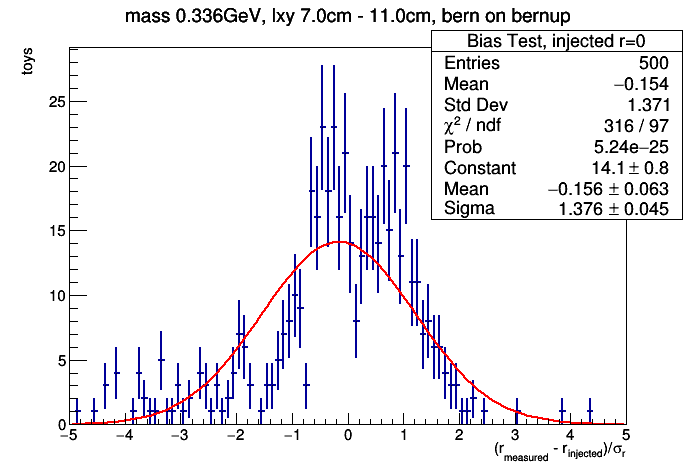 mass 0.336GeV, lxy 7.0cm - 11.0cm, bern on bernup
Bias Test, injected r=0
Entries 500
Mean −0.154
Std Dev 1.371
χ² / ndf 316 / 97
Prob 5.24e−25
Constant 14.1 ± 0.8
Mean −0.156 ± 0.063
Sigma 1.376 ± 0.045
toys
25
20
15
10
5
0
−5 −4 −3 −2 −1 0 1 2 3 4 5
(r_measured - r_injected)/σ_r